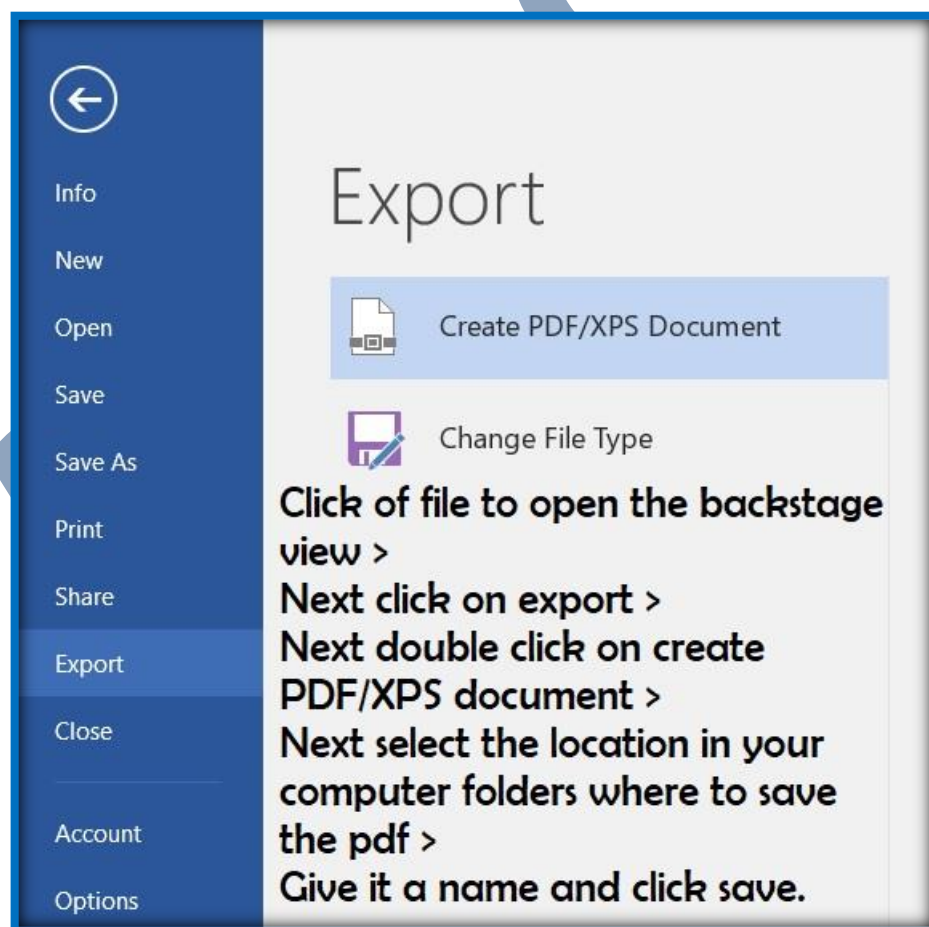 Info
New
Open
Save
Save As
Print
Share
Export
Close
Account
Options
Export
Create PDF/XPS Document
Change File Type
Click of file to open the backstage
view >
Next click on export >
Next double click on create
PDF/XPS document >
Next select the location in your
computer folders where to save
the pdf >
Give it a name and click save.